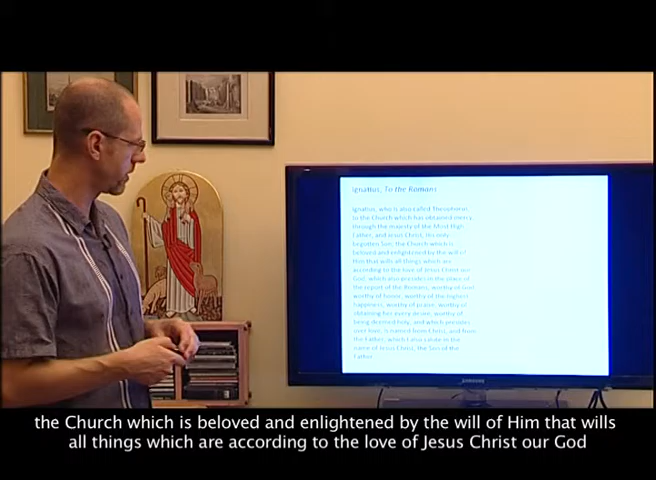 Ignatius, To the Romans
Ignatius, which is also called Theophorus
to the Church which has obtained mercy,
through the majesty of the Most High
Father, and Jesus Christ, His only-
begotten Son; the Church which is
beloved and enlightened by the will of
Him that wills all things which are
according to the love of Jesus Christ our
God, which also presides in the place of
the report of the Romans, worthy of God,
worthy of honor, worthy of the highest
happiness, worthy of praise, worthy of
obtaining her every desire, worthy of
being deemed holy, and which presides
over love, is named from Christ, and from
the Father, which I also salute in the
name of Jesus Christ, the Son of the
Father
SAMSUNG
the Church which is beloved and enlightened by the will of Him that wills
all things which are according to the love of Jesus Christ our God